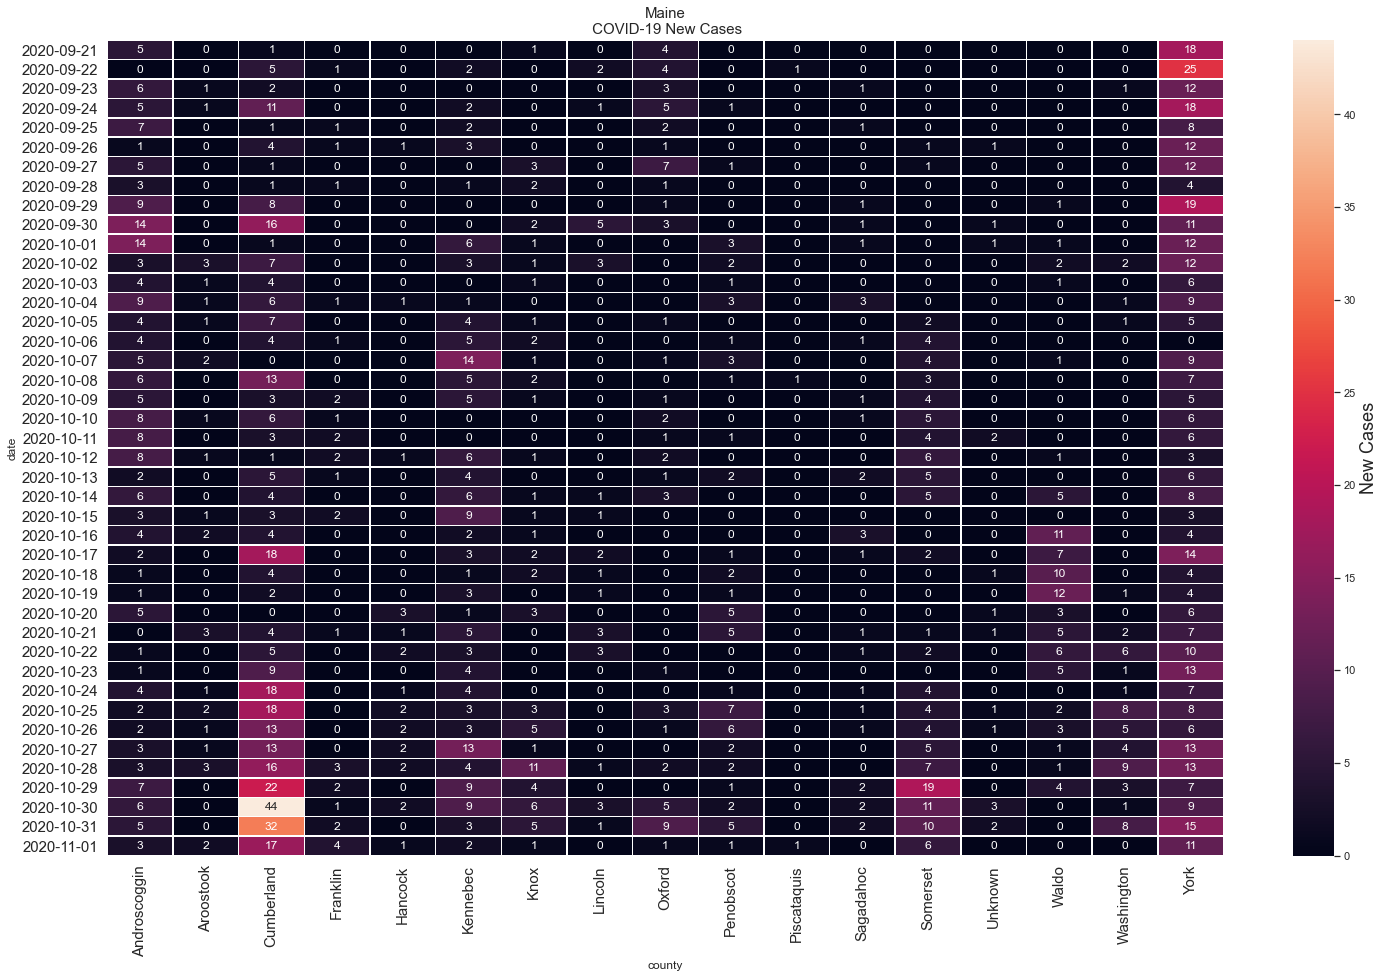 Maine
COVID-19 New Cases
2020-09-21 5 0 1 0 0 0 1 0 4 0 0 0 0 0 0 0 18
2020-09-22 0 0 5 1 0 2 0 2 4 0 1 0 0 0 0 0 25
2020-09-23 6 1 2 0 0 0 0 0 3 0 0 1 0 0 0 1 12
2020-09-24 5 1 11 0 0 2 0 1 5 1 0 0 0 0 0 0 18
2020-09-25 7 0 1 1 0 2 0 0 2 0 0 1 0 0 0 0 8
2020-09-26 1 0 4 1 1 3 0 0 1 0 0 0 1 1 0 0 12
2020-09-27 5 0 1 0 0 0 3 0 7 1 0 0 1 0 0 0 12
2020-09-28 3 0 1 1 0 1 2 0 1 0 0 0 0 0 0 0 4
2020-09-29 9 0 8 0 0 0 0 0 1 0 0 1 0 0 1 0 19
2020-09-30 14 0 16 0 0 0 2 5 3 0 0 1 0 1 0 0 11
2020-10-01 14 0 1 0 0 6 1 0 0 3 0 1 0 1 1 0 12
2020-10-02 3 3 7 0 0 3 1 3 0 2 0 0 0 0 2 2 12
2020-10-03 4 1 4 0 0 0 1 0 0 1 0 0 0 0 1 0 6
2020-10-04 9 1 6 1 1 1 0 0 0 3 0 3 0 0 0 1 9
2020-10-05 4 1 7 0 0 4 1 0 1 0 0 0 2 0 0 1 5
2020-10-06 4 0 4 1 0 5 2 0 0 1 0 1 4 0 0 0 0
2020-10-07 5 2 0 0 0 14 1 0 1 3 0 0 4 0 1 0 9
2020-10-08 6 0 13 0 0 5 2 0 0 1 1 0 3 0 0 0 7
2020-10-09 5 0 3 2 0 5 1 0 1 0 0 1 4 0 0 0 5
2020-10-10 8 1 6 1 0 0 0 0 2 0 0 1 5 0 0 0 6
2020-10-11 8 0 3 2 0 0 0 0 1 1 0 0 4 2 0 0 6
2020-10-12 8 1 1 2 1 6 1 0 2 0 0 0 6 0 1 0 3
2020-10-13 2 0 5 1 0 4 0 0 1 2 0 2 5 0 0 0 6
2020-10-14 6 0 4 0 0 6 1 1 3 0 0 0 5 0 5 0 8
2020-10-15 3 1 3 2 0 9 1 1 0 0 0 0 0 0 0 0 3
2020-10-16 4 2 4 0 0 2 1 0 0 0 0 3 0 0 11 0 4
2020-10-17 2 0 18 0 0 3 2 2 0 1 0 1 2 0 7 0 14
2020-10-18 1 0 4 0 0 1 2 1 0 2 0 0 0 1 10 0 4
2020-10-19 1 0 2 0 0 3 0 1 0 1 0 0 0 0 12 1 4
2020-10-20 5 0 0 0 3 1 3 0 0 5 0 0 0 1 3 0 6
2020-10-21 0 3 4 1 1 5 0 3 0 5 0 1 1 1 5 2 7
2020-10-22 1 0 5 0 2 3 0 3 0 0 0 1 2 0 6 6 10
2020-10-23 1 0 9 0 0 4 0 0 1 0 0 0 0 0 5 1 13
2020-10-24 4 1 18 0 1 4 0 0 0 1 0 1 4 0 0 1 7
2020-10-25 2 2 18 0 2 3 3 0 3 7 0 1 4 1 2 8 8
2020-10-26 2 1 13 0 2 3 5 0 1 6 0 1 4 1 3 5 6
2020-10-27 3 1 13 0 2 13 1 0 0 2 0 0 5 0 1 4 13
2020-10-28 3 3 16 3 2 4 11 1 2 2 0 0 7 0 1 9 13
2020-10-29 7 0 22 2 0 9 4 0 0 1 0 2 19 0 4 3 7
2020-10-30 6 0 44 1 2 9 6 3 5 2 0 2 11 3 0 1 9
2020-10-31 5 0 32 2 0 3 5 1 9 5 0 2 10 2 0 8 15
2020-11-01 3 2 17 4 1 2 1 0 1 1 1 0 6 0 0 0 11
date
Androscoggin Aroostook Cumberland Franklin Hancock Kennebec Knox Lincoln Oxford Penobscot Piscataquis Sagadahoc Somerset Unknown Waldo Washington York
county
40
35
30
25
20
15
10
5
0
New Cases